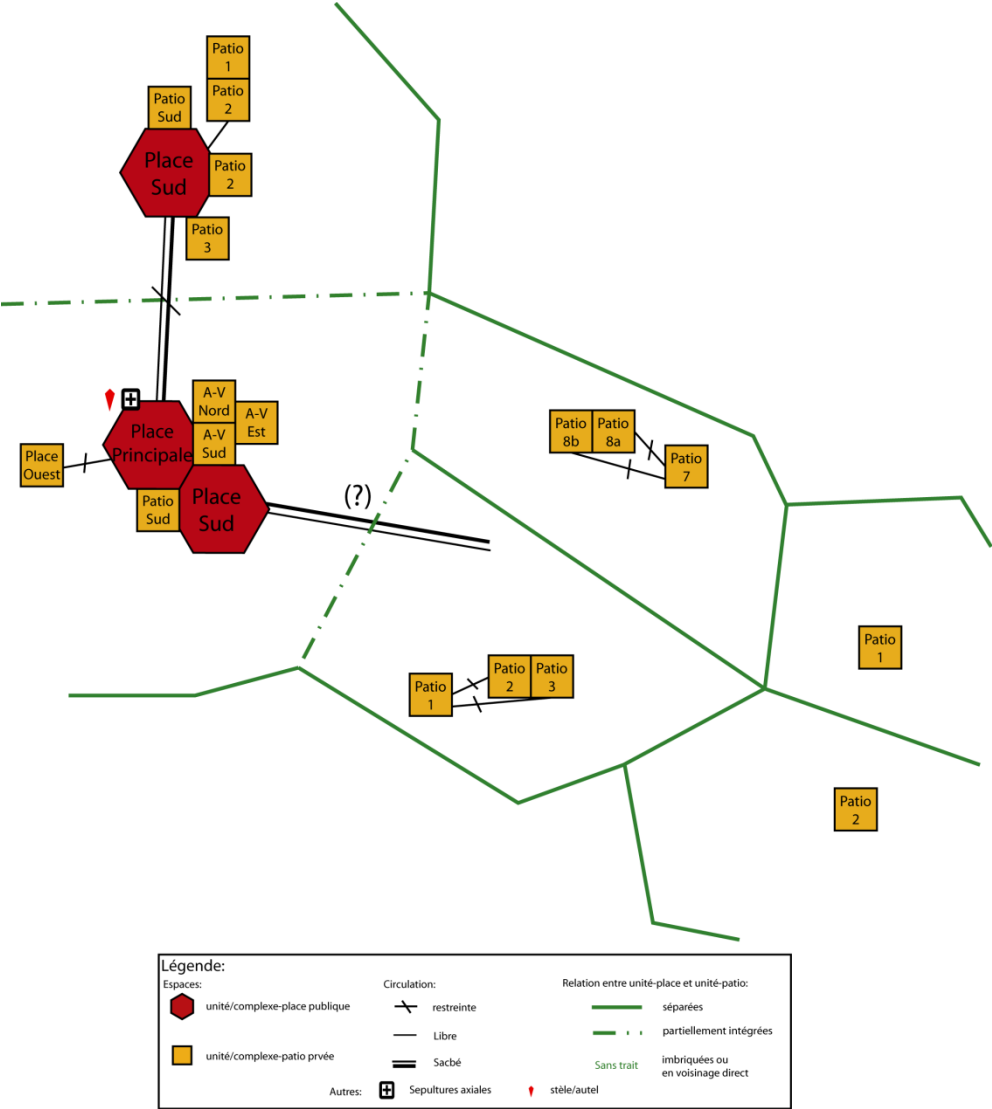 Patio
1
Patio
2
Patio
Sud
Place
Sud
Patio
2
Patio
3
A-V
Nord
A-V
Est
A-V
Sud
Place
Principale
Place
Ouest
Patio
Sud
Place
Sud
(?)
Patio
8b
Patio
8a
Patio
7
Patio
1
Patio
2
Patio
3
Patio
1
Patio
2
Légende:
Espaces:
unité/complexe-place publique
unité/complexe-patio prvée
Circulation:
restreinte
Libre
Sacbé
Relation entre unité-place et unité-patio:
séparées
partiellement intégrées
Sans trait
imbriquées ou
en voisinage direct
Autres:
Sepultures axiales
stèle/autel